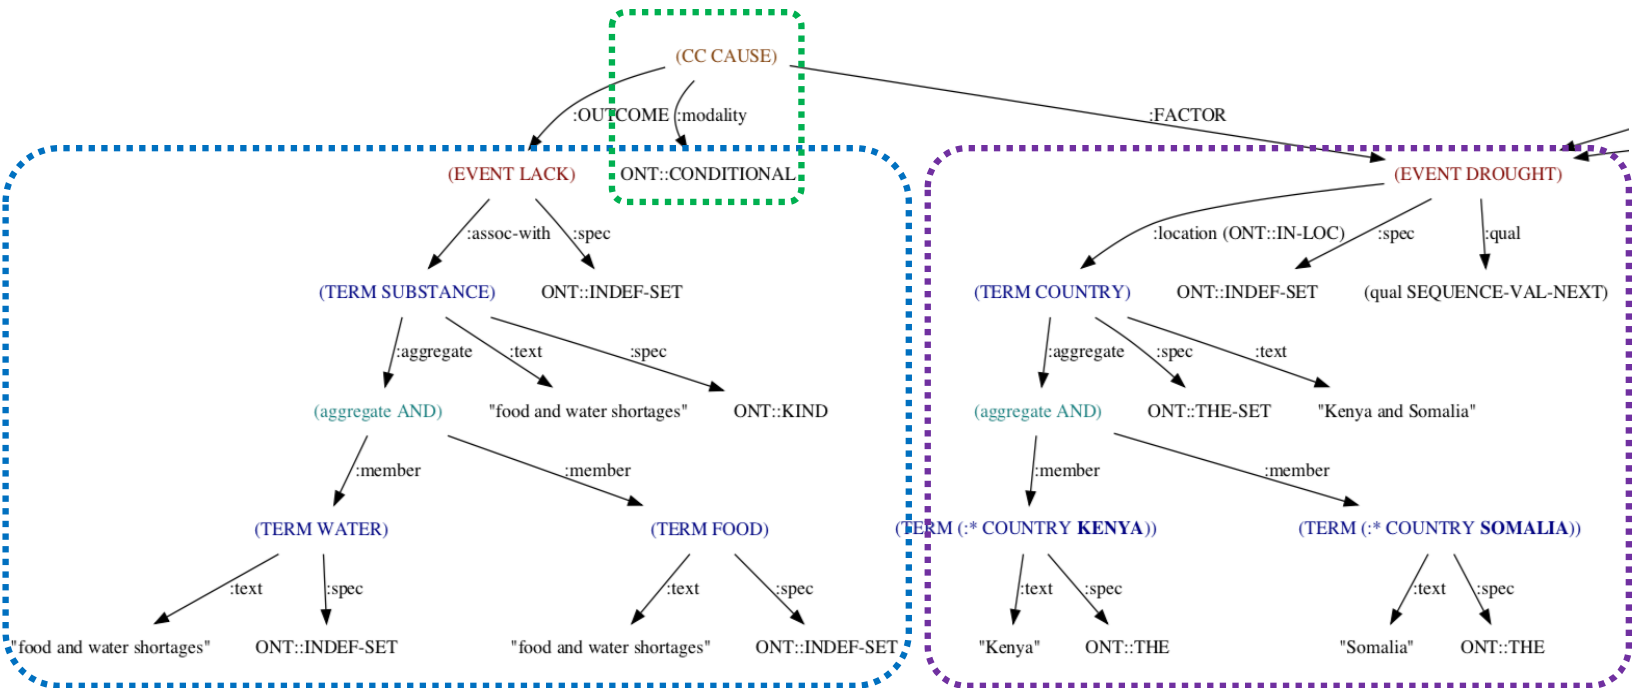 (CC CAUSE)
:OUTCOME :modality :FACTOR
(EVENT LACK) ONT::CONDITIONAL (EVENT DROUGHT)
:assoc-with :spec :location (ONT::IN-LOC) :spec :qual
(TERM SUBSTANCE) ONT::INDEF-SET (TERM COUNTRY) ONT::INDEF-SET (qual SEQUENCE-VAL-NEXT)
:aggregate :text :spec :aggregate :spec :text
(aggregate AND) "food and water shortages" ONT::KIND (aggregate AND) ONT::THE-SET "Kenya and Somalia"
:member :member :member :member
(TERM WATER) (TERM FOOD) (TERM (:* COUNTRY KENYA)) (TERM (:* COUNTRY SOMALIA))
:text :spec :text :spec :text :spec :text :spec
"food and water shortages" ONT::INDEF-SET "food and water shortages" ONT::INDEF-SET "Kenya" ONT::THE "Somalia" ONT::THE